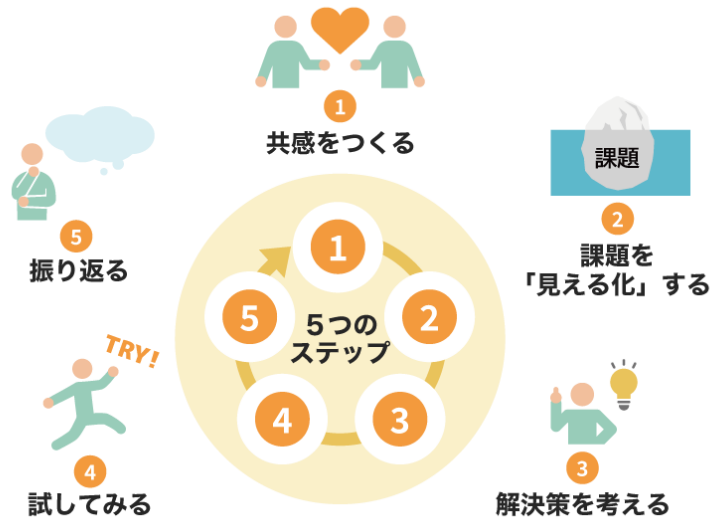 1
共感をつくる
課題
2
課題を
「見える化」する
3
解決策を考える
TRY!
4
試してみる
5
振り返る
5つの
ステップ
1
2
3
4
5